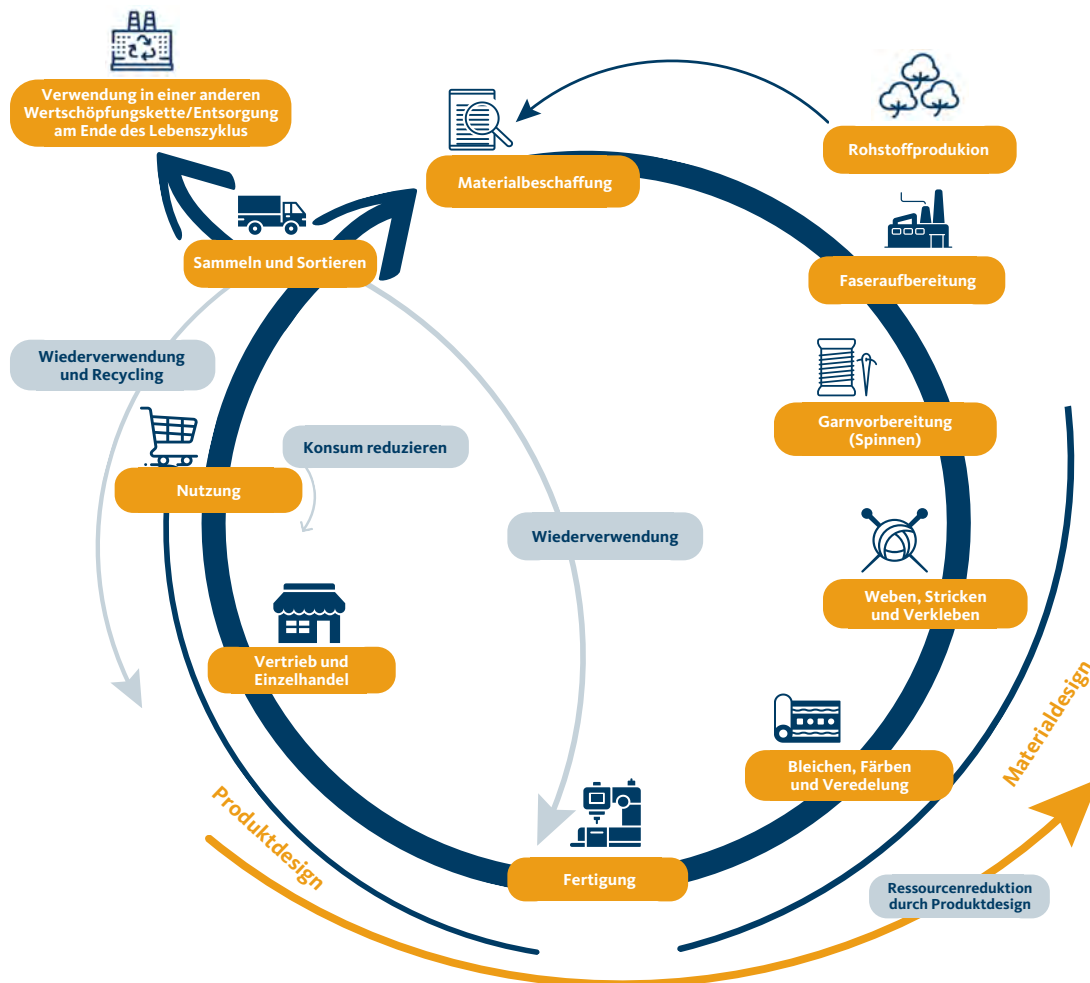 Verwendung in einer anderen
Wertschöpfungskette/Entsorgung
am Ende des Lebenszyklus
Materialbeschaffung
Rohstoffprodukion
Sammeln und Sortieren
Faseraufbereitung
Wiederverwendung
und Recycling
Garnvorbereitung
(Spinnen)
Konsum reduzieren
Nutzung
Wiederverwendung
Weben, Stricken
und Verkleben
Vertrieb und
Einzelhandel
Bleichen, Färben
und Veredelung
Materialdesign
Produktdesign
Fertigung
Ressourcenreduktion
durch Produktdesign